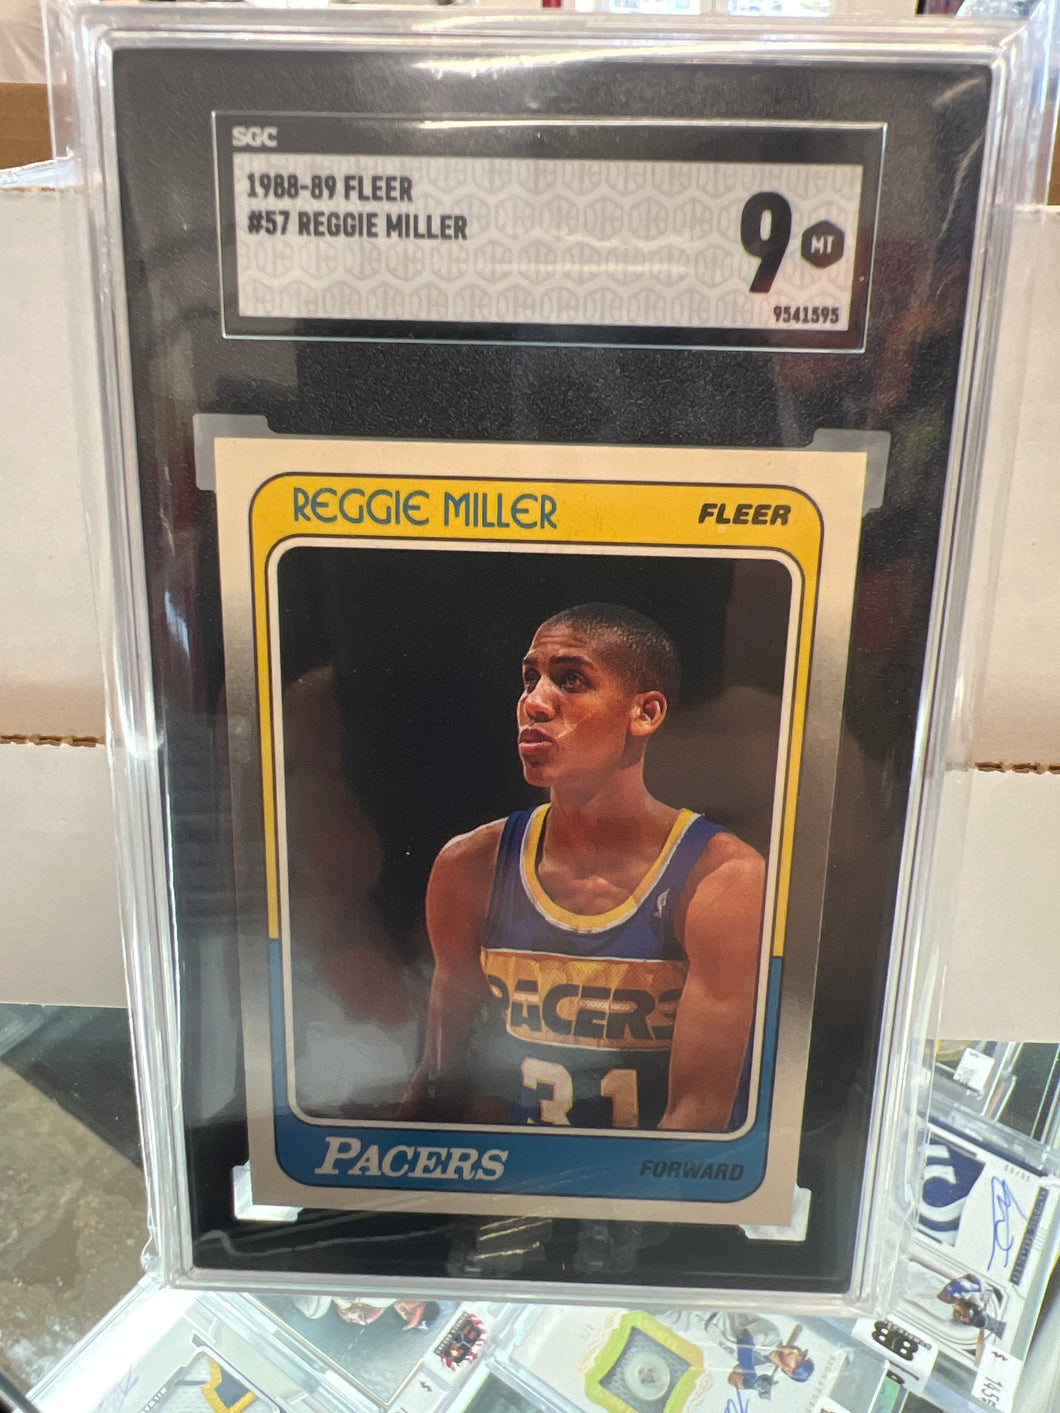 SGC
1988-89 FLEER
#57 REGGIE MILLER
9 MT
9541595
REGGIE MILLER FLEER
PACERS
31
PACERS FORWARD